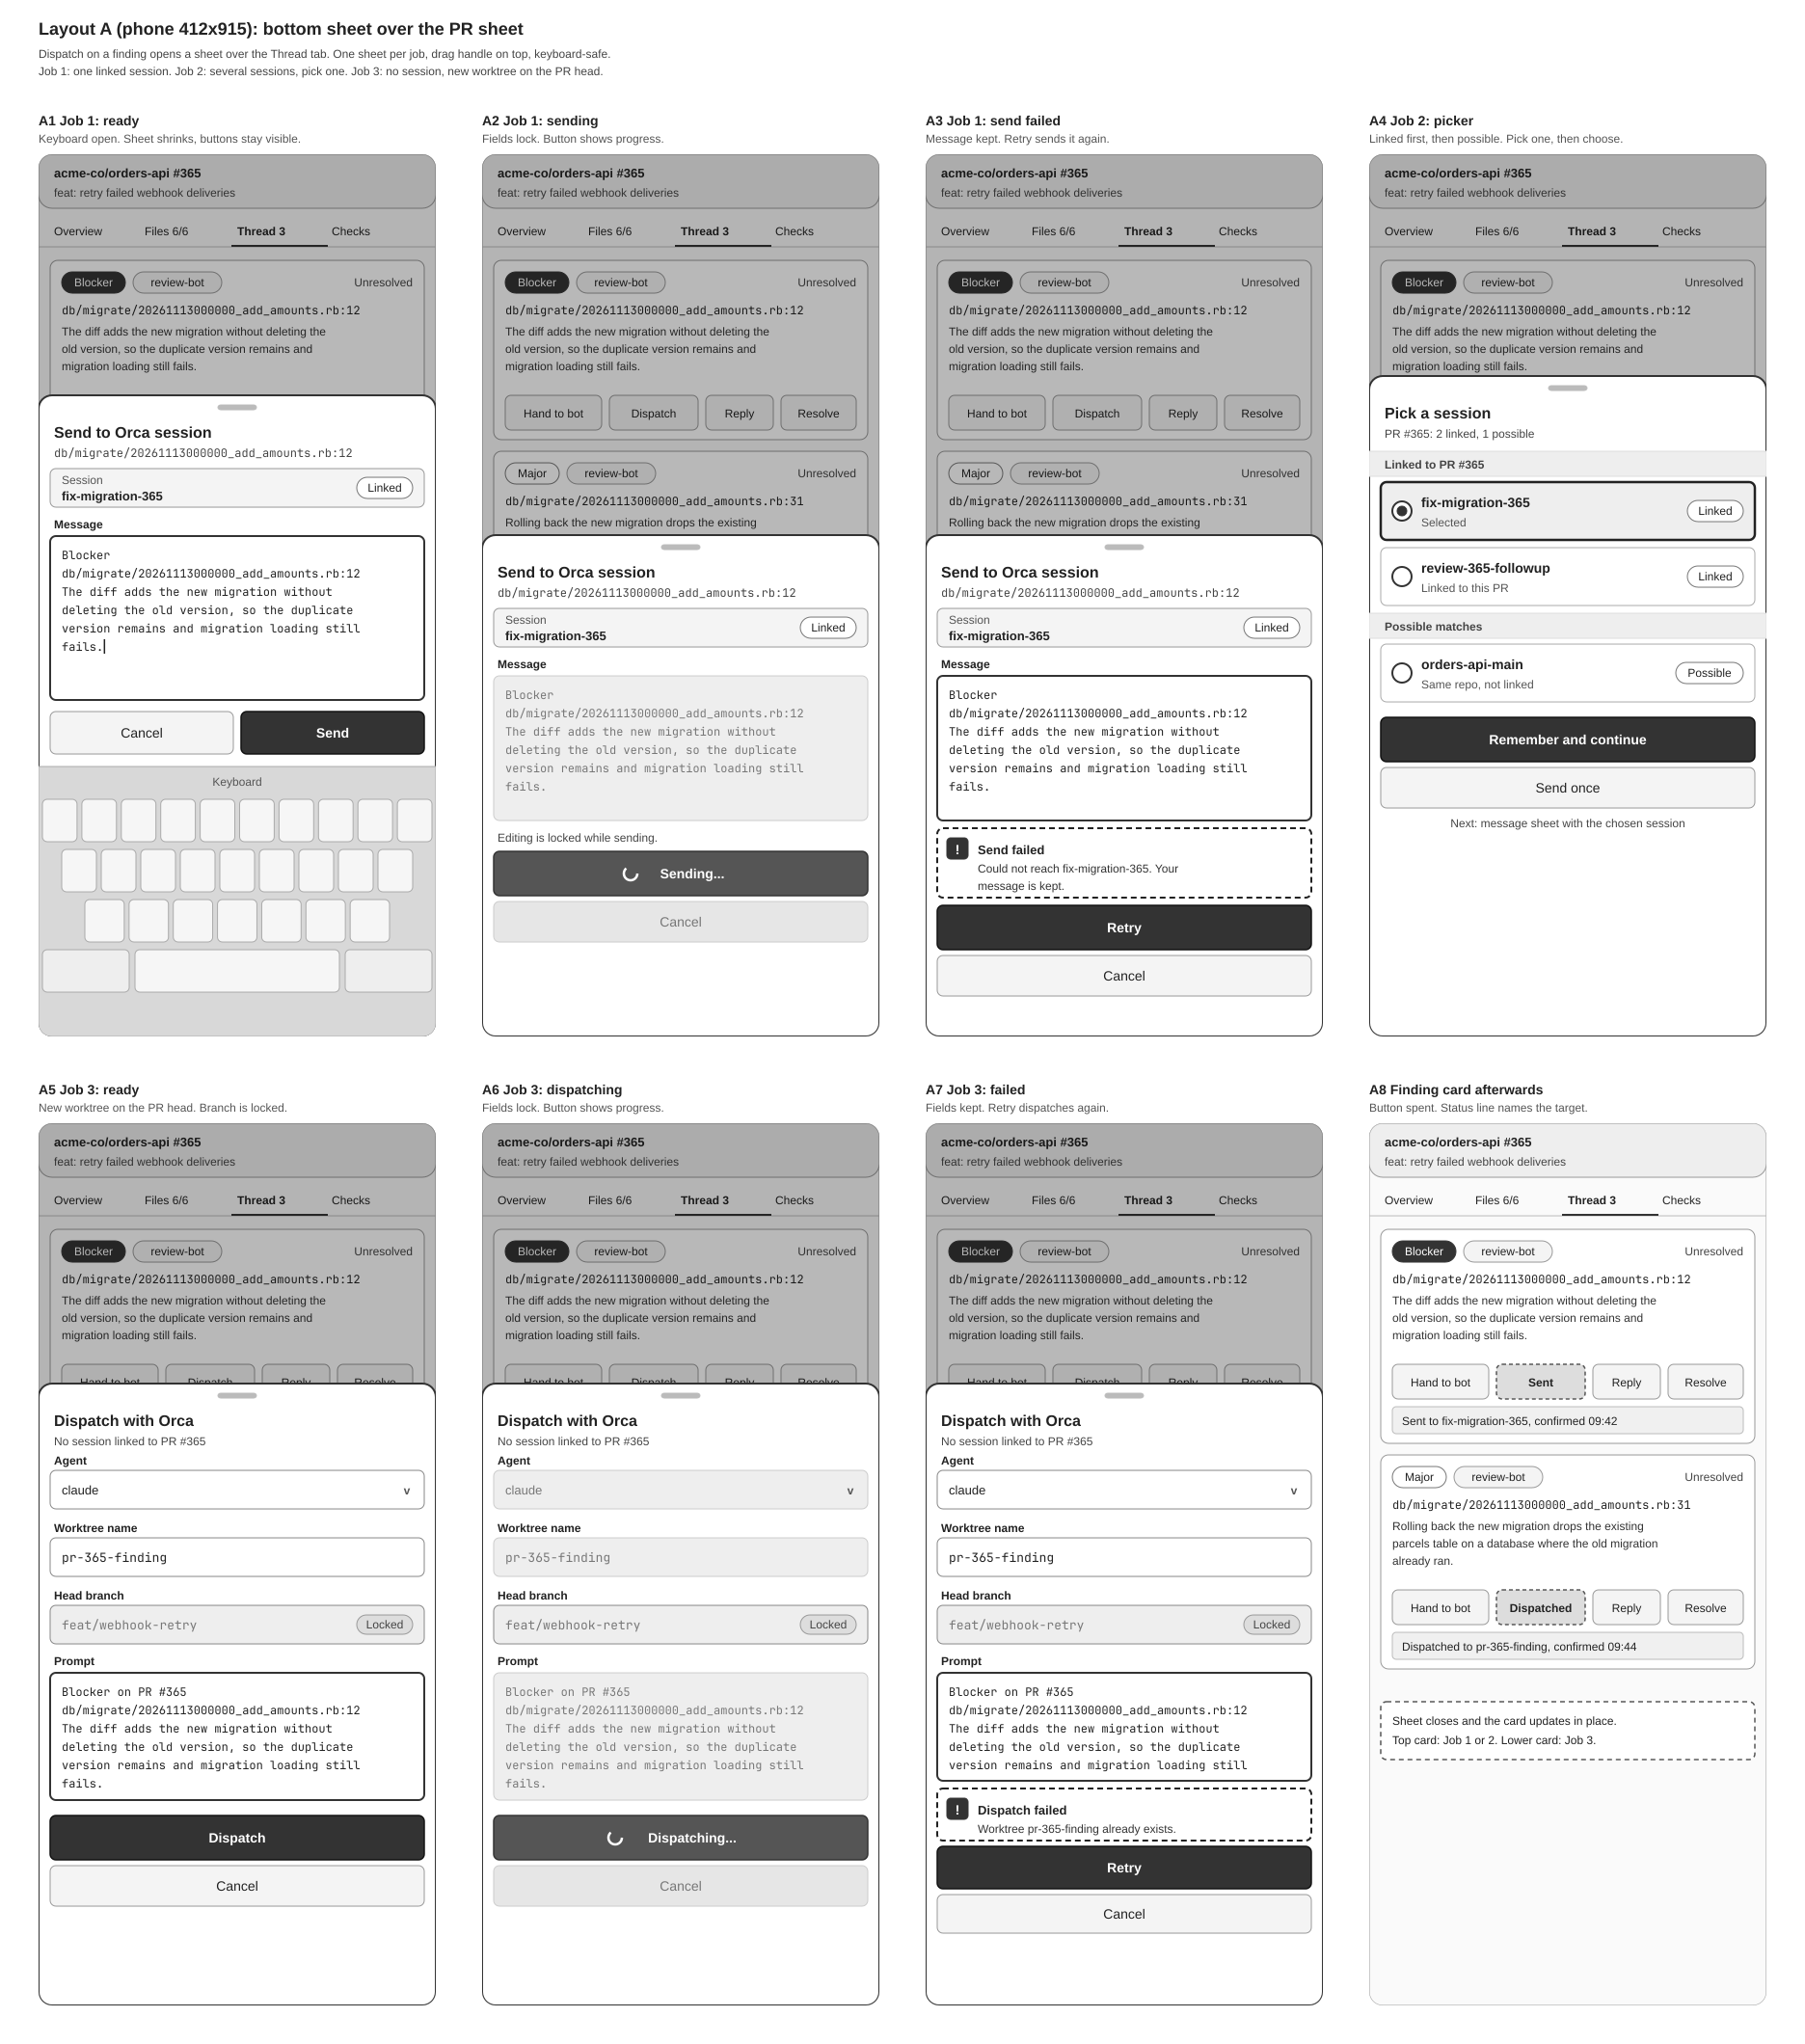 Layout A (phone 412x915): bottom sheet over the PR sheet
Dispatch on a finding opens a sheet over the Thread tab. One sheet per job, drag handle on top, keyboard-safe.
Job 1: one linked session. Job 2: several sessions, pick one. Job 3: no session, new worktree on the PR head.
A1 Job 1: ready
Keyboard open. Sheet shrinks, buttons stay visible.
acme-co/orders-api #365
feat: retry failed webhook deliveries
Overview Files 6/6 Thread 3 Checks
Blocker review-bot Unresolved
db/migrate/20261113000000_add_amounts.rb:12
The diff adds the new migration without deleting the
old version, so the duplicate version remains and
migration loading still fails.
Send to Orca session
db/migrate/20261113000000_add_amounts.rb:12
Session
fix-migration-365
Linked
Message
Blocker
db/migrate/20261113000000_add_amounts.rb:12
The diff adds the new migration without
deleting the old version, so the duplicate
version remains and migration loading still
fails.
Cancel Send
Keyboard
A2 Job 1: sending
Fields lock. Button shows progress.
acme-co/orders-api #365
feat: retry failed webhook deliveries
Overview Files 6/6 Thread 3 Checks
Blocker review-bot Unresolved
db/migrate/20261113000000_add_amounts.rb:12
The diff adds the new migration without deleting the
old version, so the duplicate version remains and
migration loading still fails.
Hand to bot Dispatch Reply Resolve
Major review-bot Unresolved
db/migrate/20261113000000_add_amounts.rb:31
Rolling back the new migration drops the existing
Send to Orca session
db/migrate/20261113000000_add_amounts.rb:12
Session
fix-migration-365
Linked
Message
Blocker
db/migrate/20261113000000_add_amounts.rb:12
The diff adds the new migration without
deleting the old version, so the duplicate
version remains and migration loading still
fails.
Editing is locked while sending.
Sending...
Cancel
A3 Job 1: send failed
Message kept. Retry sends it again.
acme-co/orders-api #365
feat: retry failed webhook deliveries
Overview Files 6/6 Thread 3 Checks
Blocker review-bot Unresolved
db/migrate/20261113000000_add_amounts.rb:12
The diff adds the new migration without deleting the
old version, so the duplicate version remains and
migration loading still fails.
Hand to bot Dispatch Reply Resolve
Major review-bot Unresolved
db/migrate/20261113000000_add_amounts.rb:31
Rolling back the new migration drops the existing
Send to Orca session
db/migrate/20261113000000_add_amounts.rb:12
Session
fix-migration-365
Linked
Message
Blocker
db/migrate/20261113000000_add_amounts.rb:12
The diff adds the new migration without
deleting the old version, so the duplicate
version remains and migration loading still
fails.
!
Send failed
Could not reach fix-migration-365. Your
message is kept.
Retry
Cancel
A4 Job 2: picker
Linked first, then possible. Pick one, then choose.
acme-co/orders-api #365
feat: retry failed webhook deliveries
Overview Files 6/6 Thread 3 Checks
Blocker review-bot Unresolved
db/migrate/20261113000000_add_amounts.rb:12
The diff adds the new migration without deleting the
old version, so the duplicate version remains and
migration loading still fails.
Pick a session
PR #365: 2 linked, 1 possible
Linked to PR #365
fix-migration-365
Selected
Linked
review-365-followup
Linked to this PR
Linked
Possible matches
orders-api-main
Same repo, not linked
Possible
Remember and continue
Send once
Next: message sheet with the chosen session
A5 Job 3: ready
New worktree on the PR head. Branch is locked.
acme-co/orders-api #365
feat: retry failed webhook deliveries
Overview Files 6/6 Thread 3 Checks
Blocker review-bot Unresolved
db/migrate/20261113000000_add_amounts.rb:12
The diff adds the new migration without deleting the
old version, so the duplicate version remains and
migration loading still fails.
Hand to bot Dispatch Reply Resolve
Dispatch with Orca
No session linked to PR #365
Agent
claude v
Worktree name
pr-365-finding
Head branch
feat/webhook-retry Locked
Prompt
Blocker on PR #365
db/migrate/20261113000000_add_amounts.rb:12
The diff adds the new migration without
deleting the old version, so the duplicate
version remains and migration loading still
fails.
Dispatch
Cancel
A6 Job 3: dispatching
Fields lock. Button shows progress.
acme-co/orders-api #365
feat: retry failed webhook deliveries
Overview Files 6/6 Thread 3 Checks
Blocker review-bot Unresolved
db/migrate/20261113000000_add_amounts.rb:12
The diff adds the new migration without deleting the
old version, so the duplicate version remains and
migration loading still fails.
Hand to bot Dispatch Reply Resolve
Dispatch with Orca
No session linked to PR #365
Agent
claude v
Worktree name
pr-365-finding
Head branch
feat/webhook-retry Locked
Prompt
Blocker on PR #365
db/migrate/20261113000000_add_amounts.rb:12
The diff adds the new migration without
deleting the old version, so the duplicate
version remains and migration loading still
fails.
Dispatching...
Cancel
A7 Job 3: failed
Fields kept. Retry dispatches again.
acme-co/orders-api #365
feat: retry failed webhook deliveries
Overview Files 6/6 Thread 3 Checks
Blocker review-bot Unresolved
db/migrate/20261113000000_add_amounts.rb:12
The diff adds the new migration without deleting the
old version, so the duplicate version remains and
migration loading still fails.
Hand to bot Dispatch Reply Resolve
Dispatch with Orca
No session linked to PR #365
Agent
claude v
Worktree name
pr-365-finding
Head branch
feat/webhook-retry Locked
Prompt
Blocker on PR #365
db/migrate/20261113000000_add_amounts.rb:12
The diff adds the new migration without
deleting the old version, so the duplicate
version remains and migration loading still
!
Dispatch failed
Worktree pr-365-finding already exists.
Retry
Cancel
A8 Finding card afterwards
Button spent. Status line names the target.
acme-co/orders-api #365
feat: retry failed webhook deliveries
Overview Files 6/6 Thread 3 Checks
Blocker review-bot Unresolved
db/migrate/20261113000000_add_amounts.rb:12
The diff adds the new migration without deleting the
old version, so the duplicate version remains and
migration loading still fails.
Hand to bot Sent Reply Resolve
Sent to fix-migration-365, confirmed 09:42
Major review-bot Unresolved
db/migrate/20261113000000_add_amounts.rb:31
Rolling back the new migration drops the existing
parcels table on a database where the old migration
already ran.
Hand to bot Dispatched Reply Resolve
Dispatched to pr-365-finding, confirmed 09:44
Sheet closes and the card updates in place.
Top card: Job 1 or 2. Lower card: Job 3.